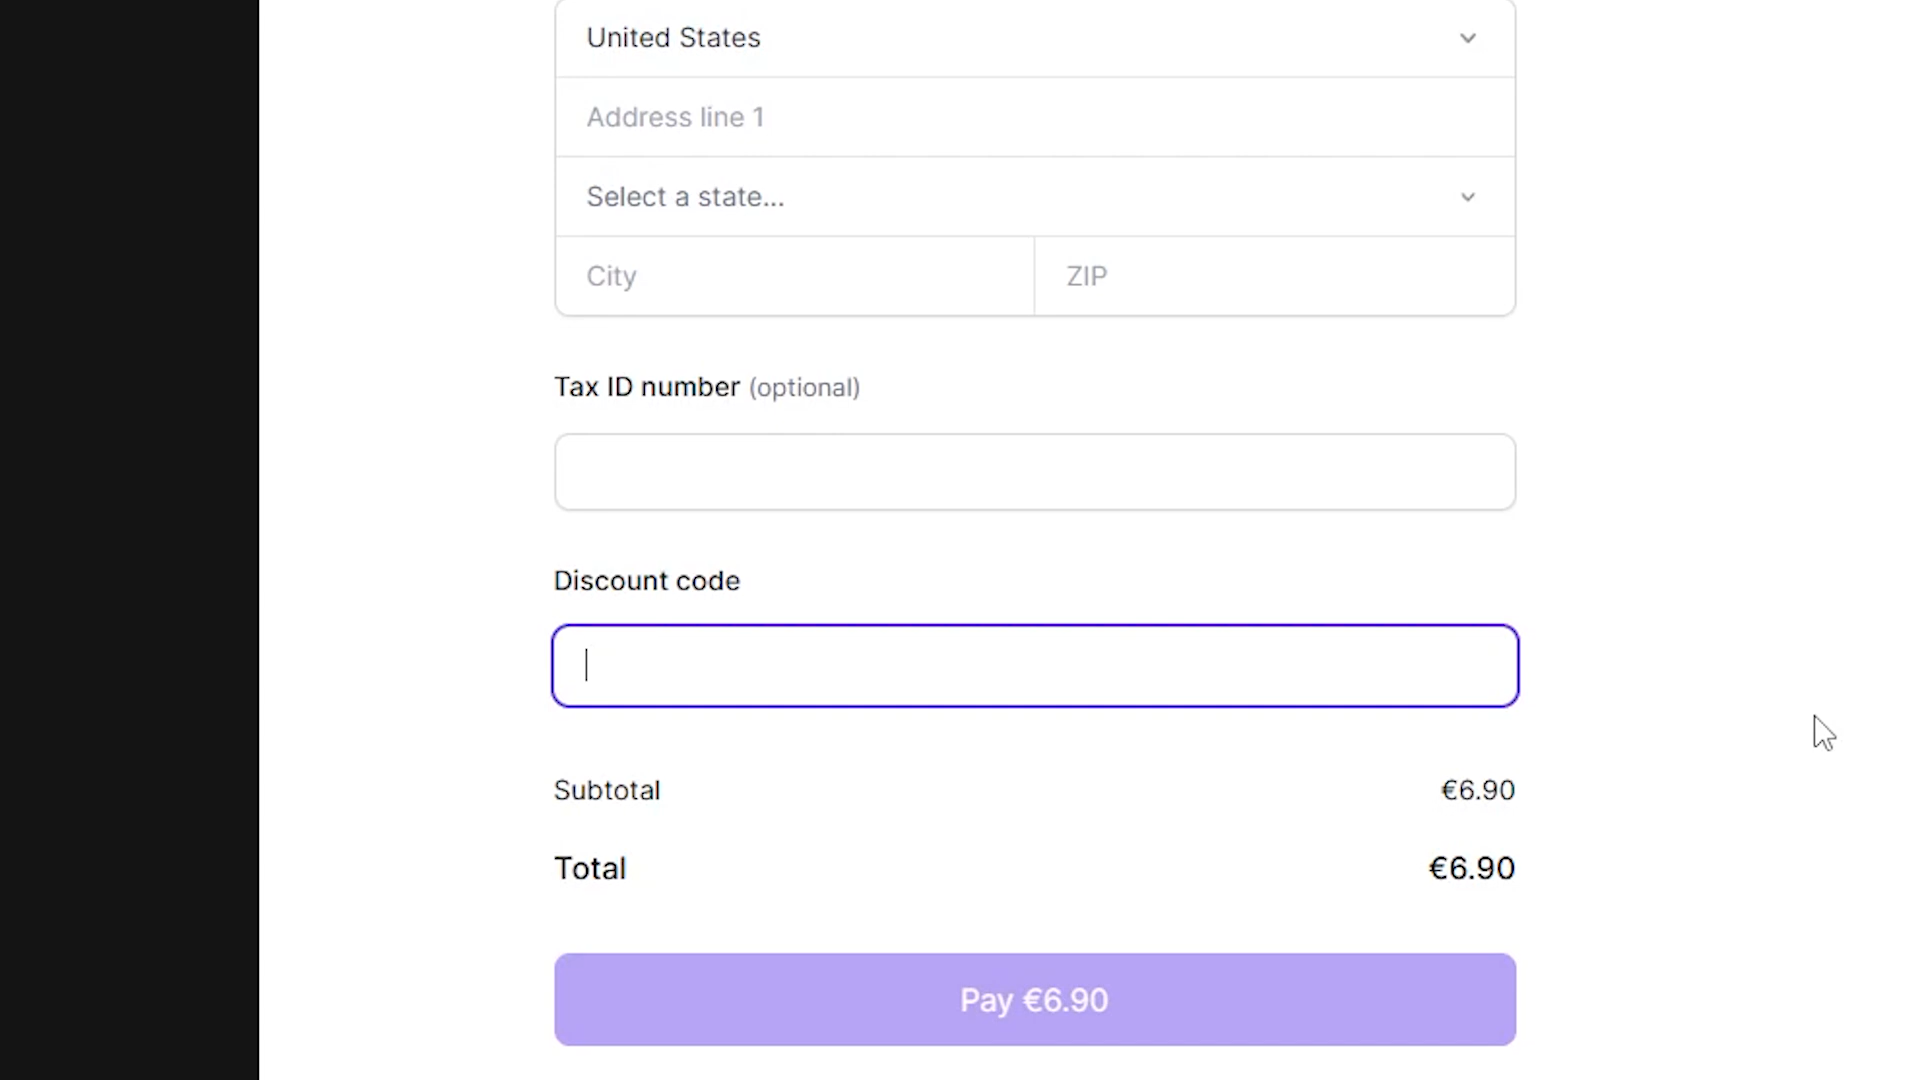 United States
Address line 1
Select a state...
City
ZIP
Tax ID number (optional)
Discount code
Subtotal
€6.90
Total
€6.90
Pay €6.90